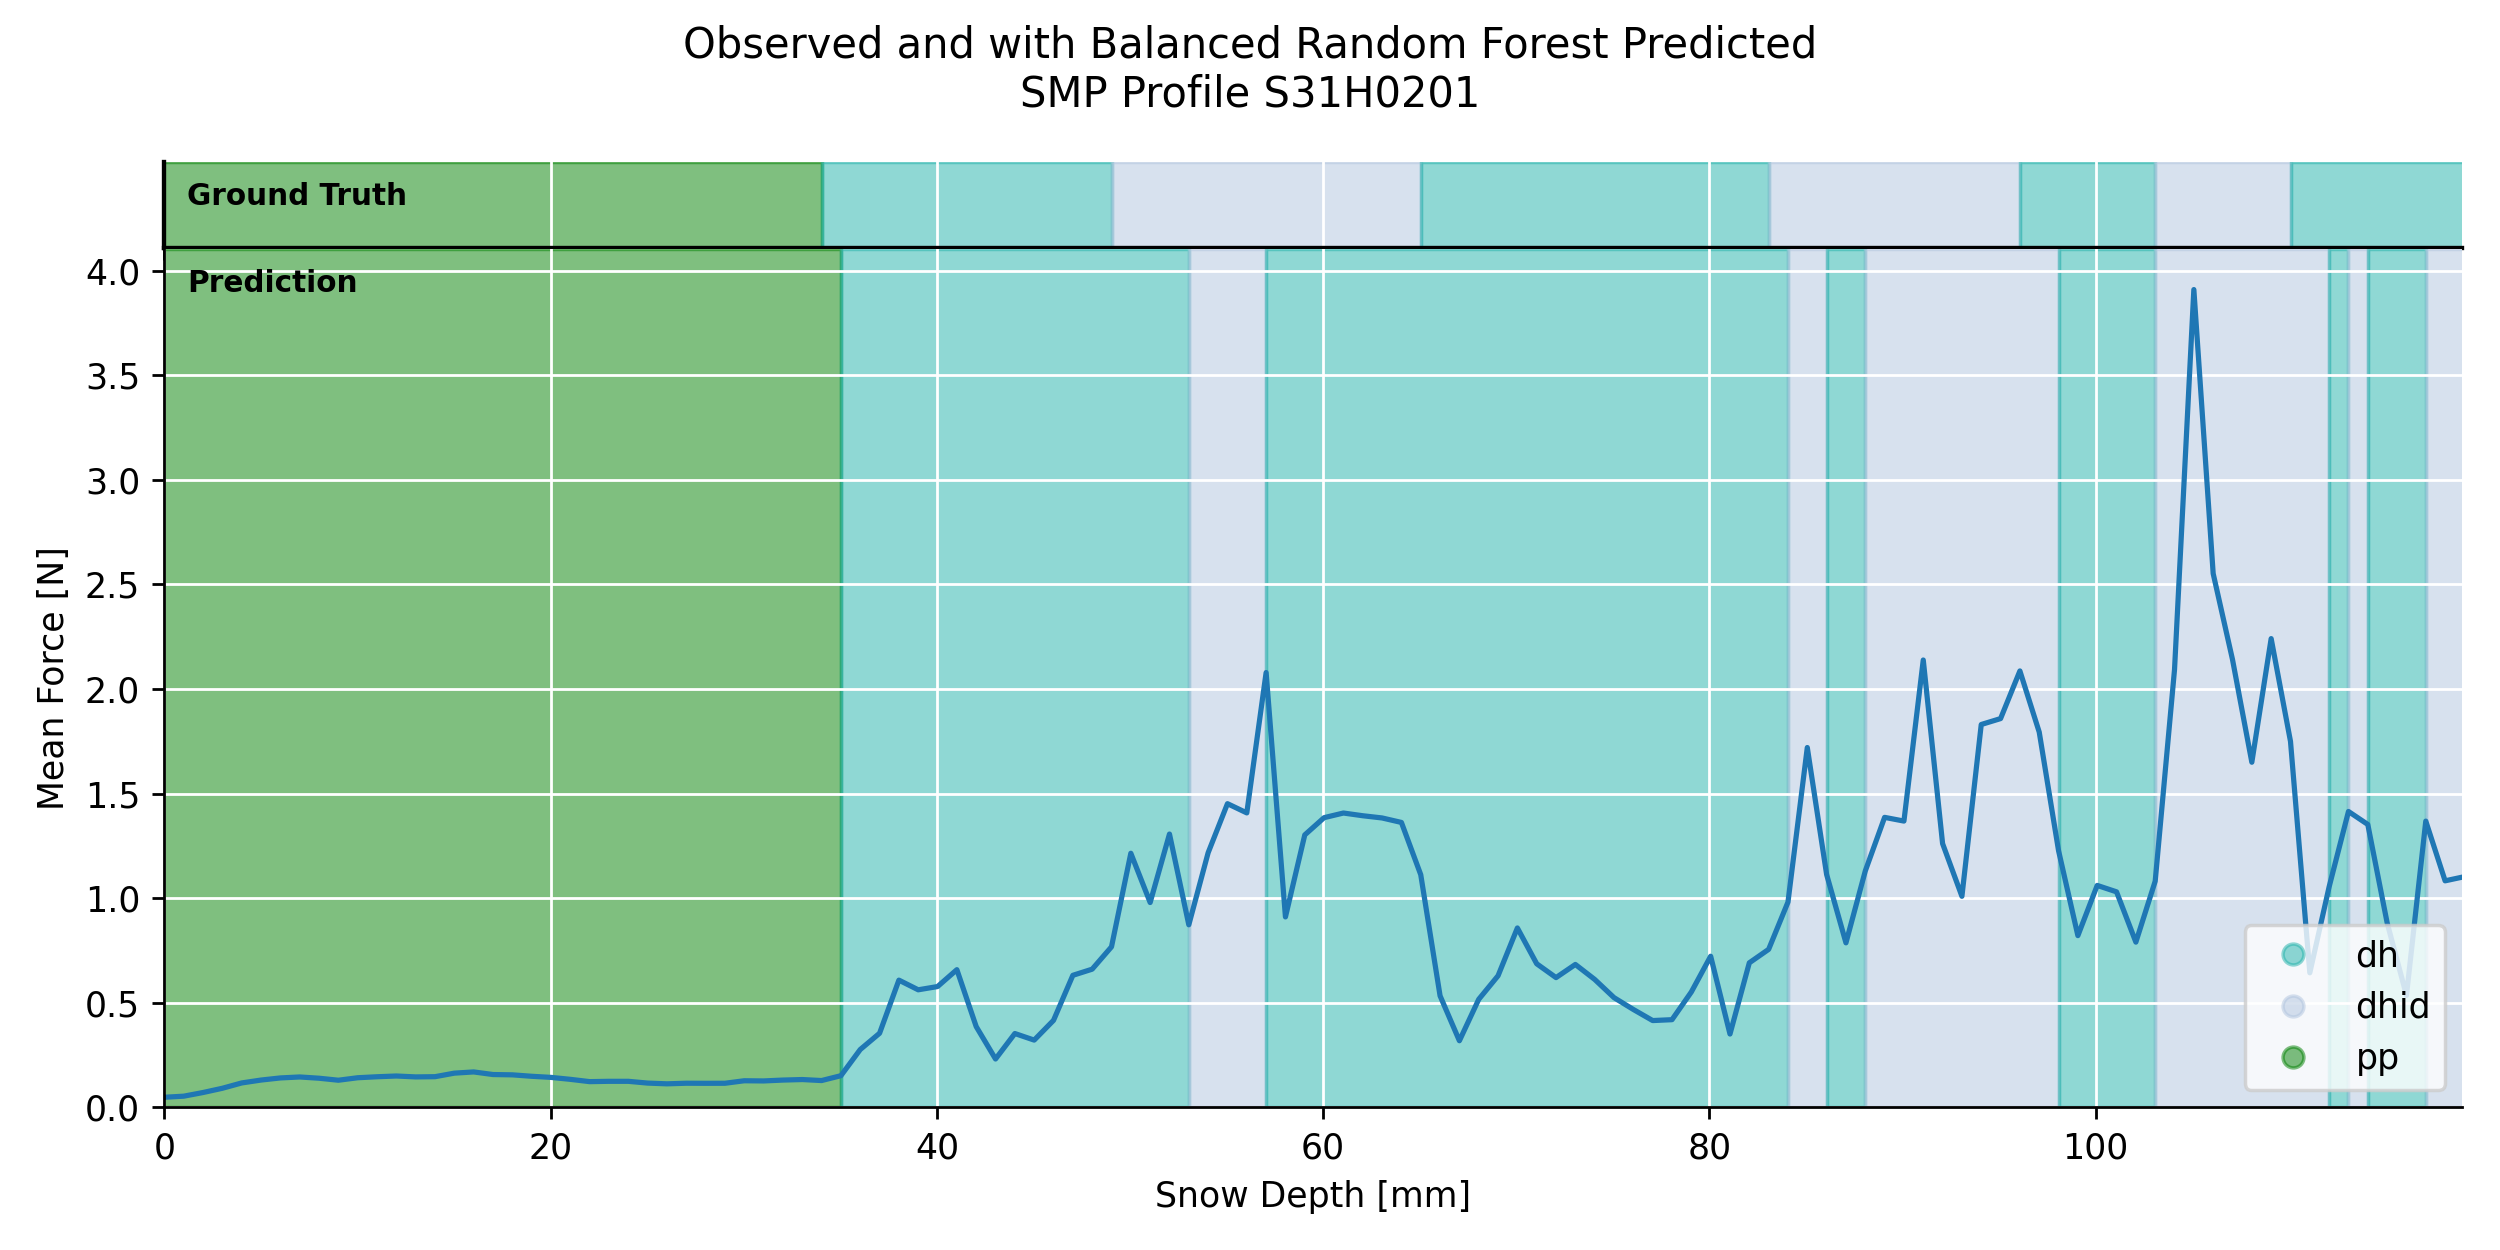 Observed and with Balanced Random Forest Predicted
SMP Profile S31H0201
Ground Truth
Prediction
4.0
3.5
3.0
2.5
2.0
1.5
1.0
0.5
0.0
Mean Force [N]
0 20 40 60 80 100
Snow Depth [mm]
dh
dhid
pp